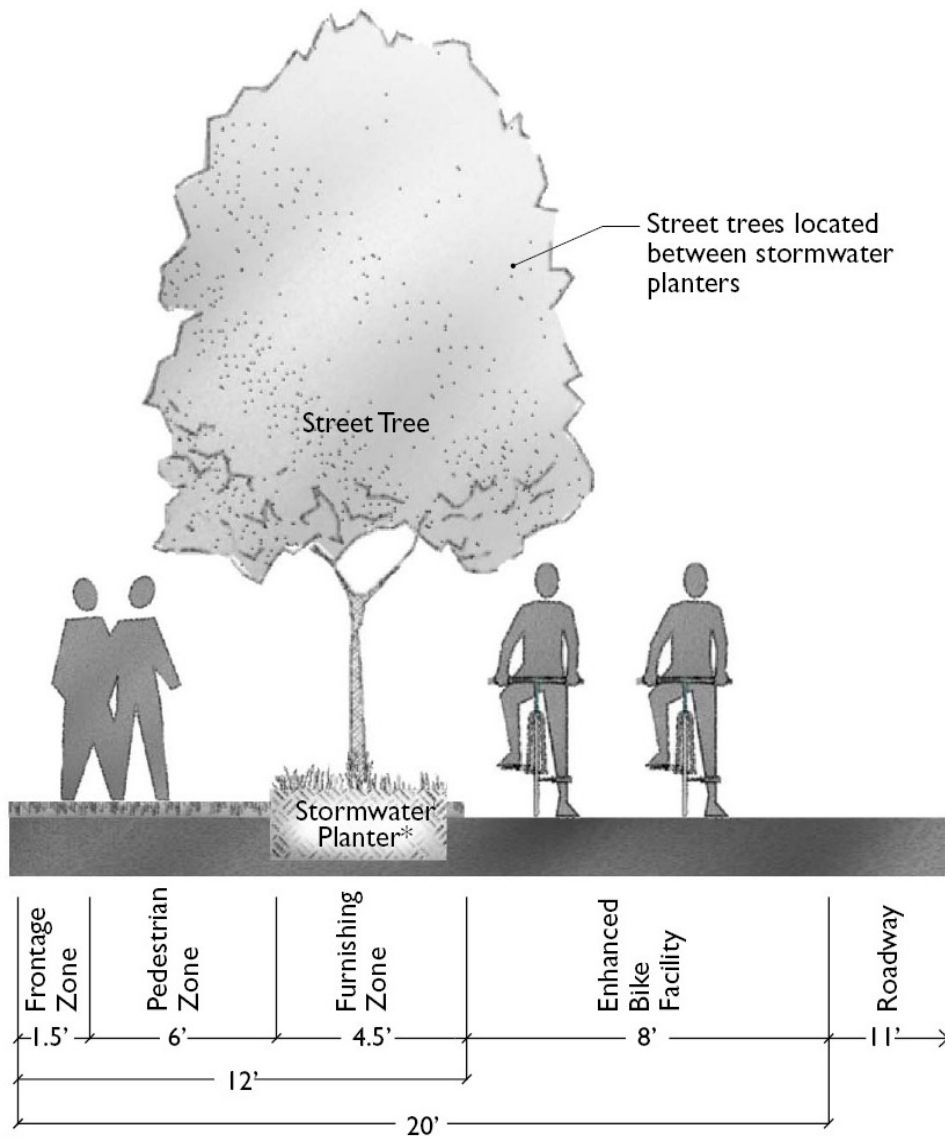 Street trees located
between stormwater
planters
Street Tree
Stormwater
Planter*
Frontage
Zone
Pedestrian
Zone
Furnishing
Zone
Enhanced
Bike
Facility
Roadway
1.5’
6’
4.5’
8’
11’
12’
20’